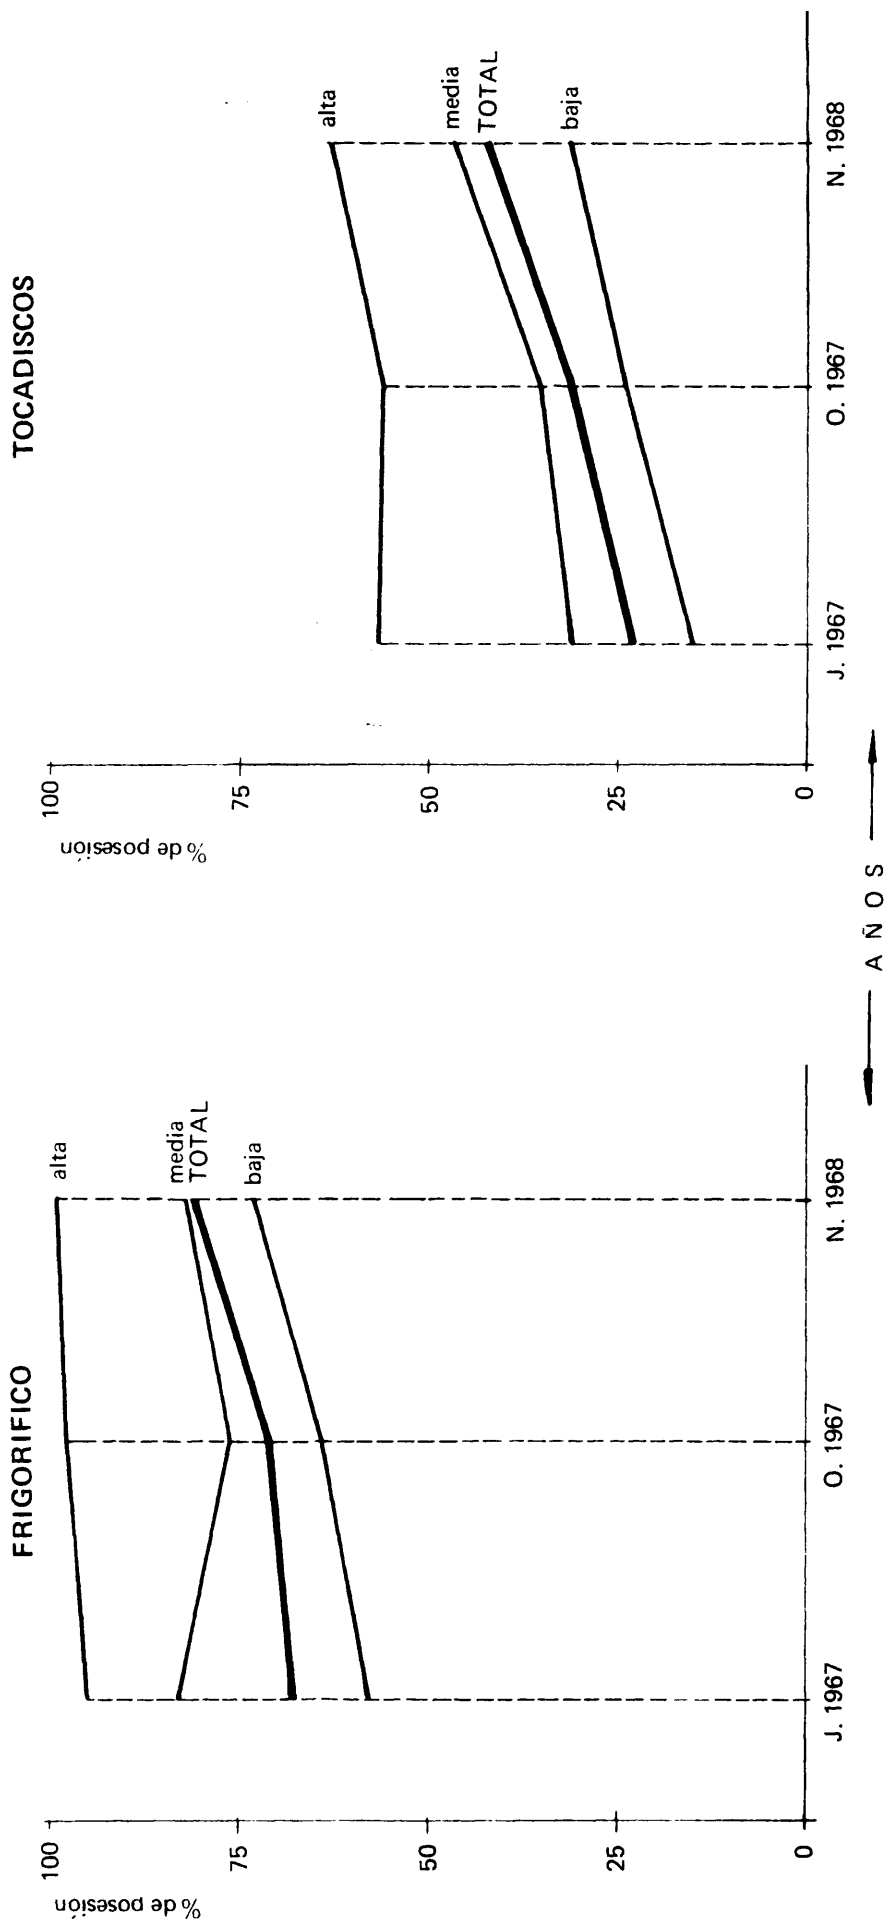 FRIGORIFICO
% de posesión
100
75
50
25
0
alta
media
TOTAL
baja
J. 1967
O. 1967
N. 1968
TOCADISCOS
% de posesión
100
75
50
25
0
alta
media
TOTAL
baja
J. 1967
O. 1967
N. 1968
AÑOS